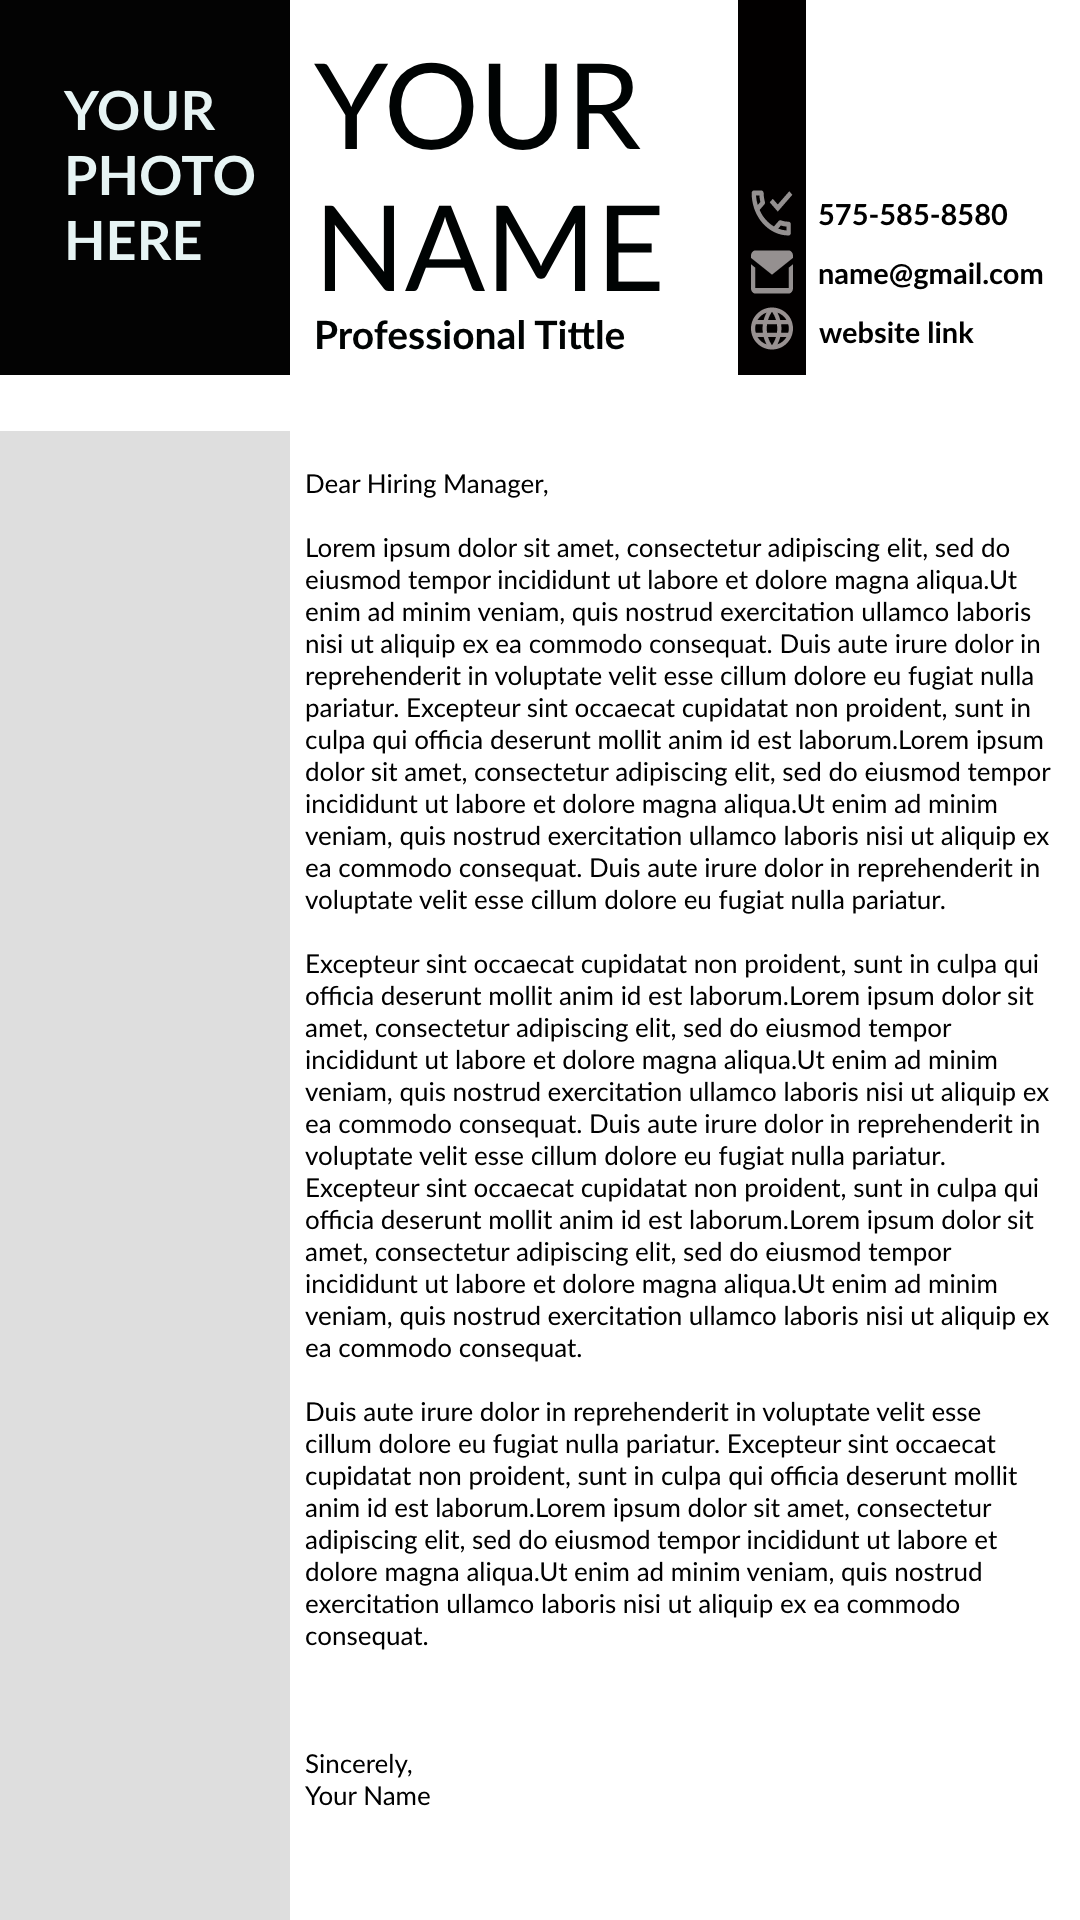 YOUR
PHOTO
HERE
YOUR
NAME
Professional Tittle
575-585-8580
name@gmail.com
website link
Dear Hiring Manager,
Lorem ipsum dolor sit amet, consectetur adipiscing elit, sed do
eiusmod tempor incididunt ut labore et dolore magna aliqua.Ut
enim ad minim veniam, quis nostrud exercitation ullamco laboris
nisi ut aliquip ex ea commodo consequat. Duis aute irure dolor in
reprehenderit in voluptate velit esse cillum dolore eu fugiat nulla
pariatur. Excepteur sint occaecat cupidatat non proident, sunt in
culpa qui officia deserunt mollit anim id est laborum.Lorem ipsum
dolor sit amet, consectetur adipiscing elit, sed do eiusmod tempor
incididunt ut labore et dolore magna aliqua.Ut enim ad minim
veniam, quis nostrud exercitation ullamco laboris nisi ut aliquip ex
ea commodo consequat. Duis aute irure dolor in reprehenderit in
voluptate velit esse cillum dolore eu fugiat nulla pariatur.
Excepteur sint occaecat cupidatat non proident, sunt in culpa qui
officia deserunt mollit anim id est laborum.Lorem ipsum dolor sit
amet, consectetur adipiscing elit, sed do eiusmod tempor
incididunt ut labore et dolore magna aliqua.Ut enim ad minim
veniam, quis nostrud exercitation ullamco laboris nisi ut aliquip ex
ea commodo consequat. Duis aute irure dolor in reprehenderit in
voluptate velit esse cillum dolore eu fugiat nulla pariatur.
Excepteur sint occaecat cupidatat non proident, sunt in culpa qui
officia deserunt mollit anim id est laborum.Lorem ipsum dolor sit
amet, consectetur adipiscing elit, sed do eiusmod tempor
incididunt ut labore et dolore magna aliqua.Ut enim ad minim
veniam, quis nostrud exercitation ullamco laboris nisi ut aliquip ex
ea commodo consequat.
Duis aute irure dolor in reprehenderit in voluptate velit esse
cillum dolore eu fugiat nulla pariatur. Excepteur sint occaecat
cupidatat non proident, sunt in culpa qui officia deserunt mollit
anim id est laborum.Lorem ipsum dolor sit amet, consectetur
adipiscing elit, sed do eiusmod tempor incididunt ut labore et
dolore magna aliqua.Ut enim ad minim veniam, quis nostrud
exercitation ullamco laboris nisi ut aliquip ex ea commodo
consequat.
Sincerely,
Your Name